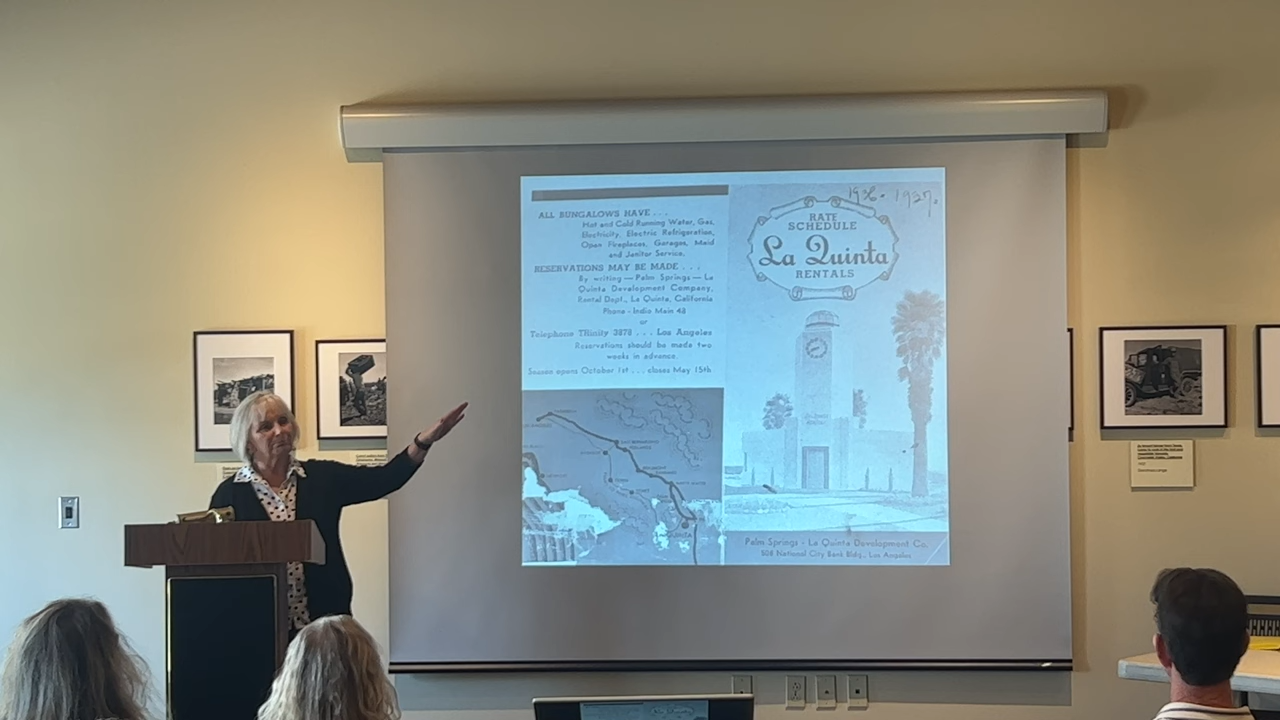 ALL BUNGALOWS HAVE . . .
Hot and Cold Running Water, Gas,
Electricity, Electric Refrigeration,
Open Fireplaces, Garages, Maid
and Janitor Service.
RESERVATIONS MAY BE MADE . . .
By writing — Palm Springs — La
Quinta Development Company,
Rental Dept., La Quinta, California
Phone - Indio Main 48
or
Telephone TRinity 3878 . . . Los Angeles
Reservations should be made two
weeks in advance.
Season opens October 1st . . . closes May 15th
1936 - 1937.
RATE
SCHEDULE
La Quinta
RENTALS
Palm Springs - La Quinta Development Co.
508 National City Bank Bldg., Los Angeles